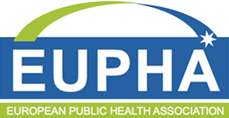 EUPHA
EUROPEAN PUBLIC HEALTH ASSOCIATION